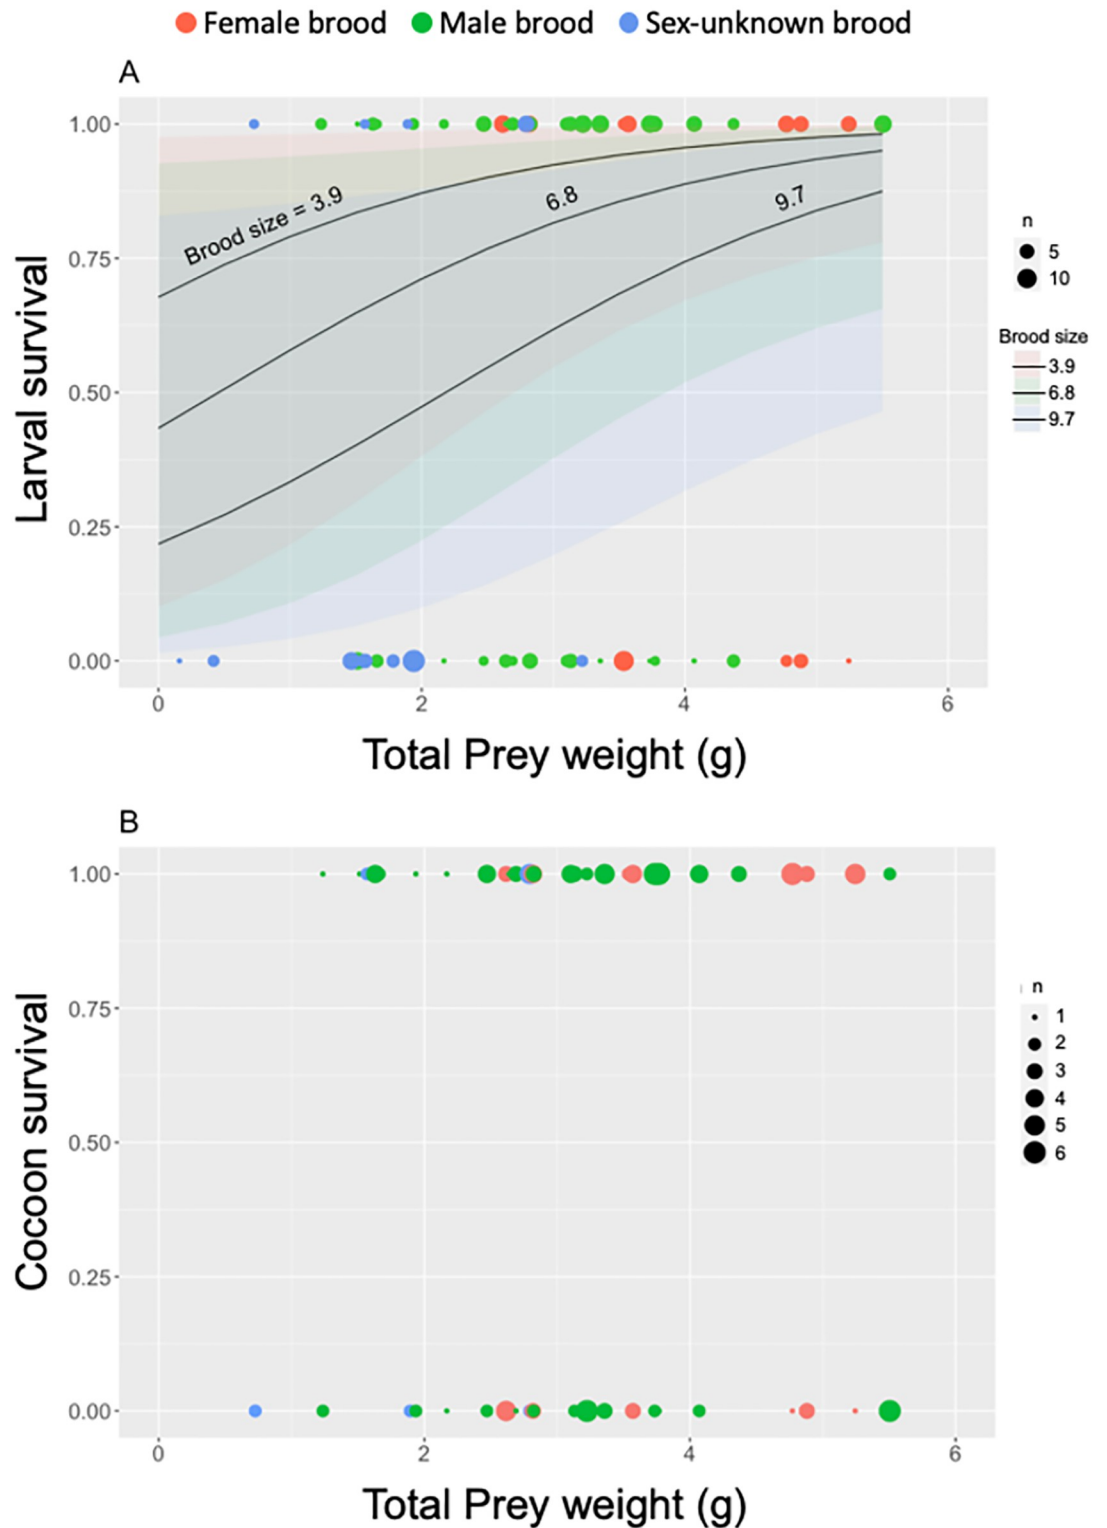 Female brood Male brood Sex-unknown brood
A
1.00
0.75
0.50
0.25
0.00
Larval survival
Brood size = 3.9
6.8
9.7
0 2 4 6
Total Prey weight (g)
n
5
10
Brood size
3.9
6.8
9.7
B
1.00
0.75
0.50
0.25
0.00
Cocoon survival
0 2 4 6
Total Prey weight (g)
n
1
2
3
4
5
6